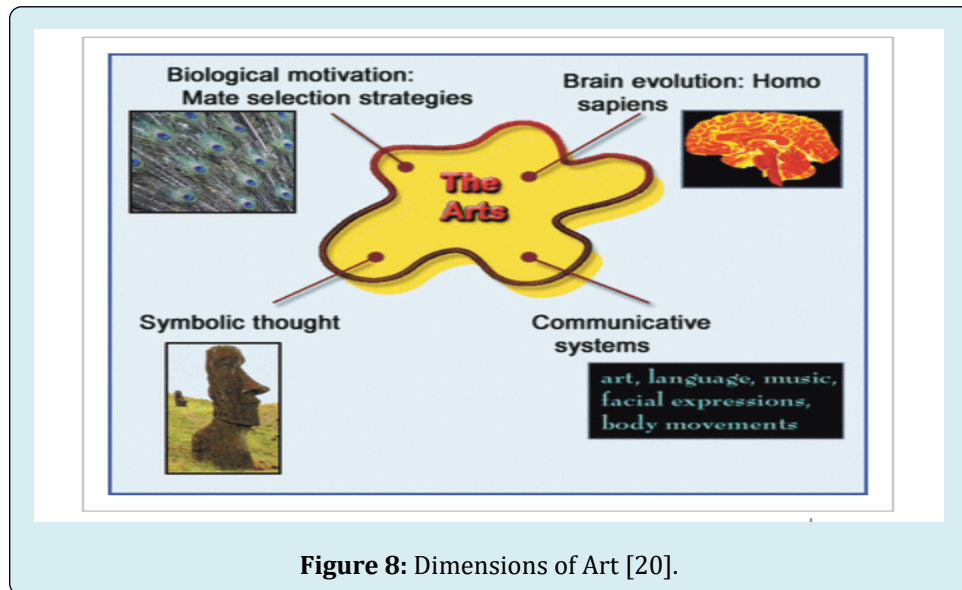 Biological motivation:
Mate selection strategies
Brain evolution: Homo
sapiens
The
Arts
Symbolic thought
Communicative
systems
art, language, music,
facial expressions,
body movements
Figure 8: Dimensions of Art [20].